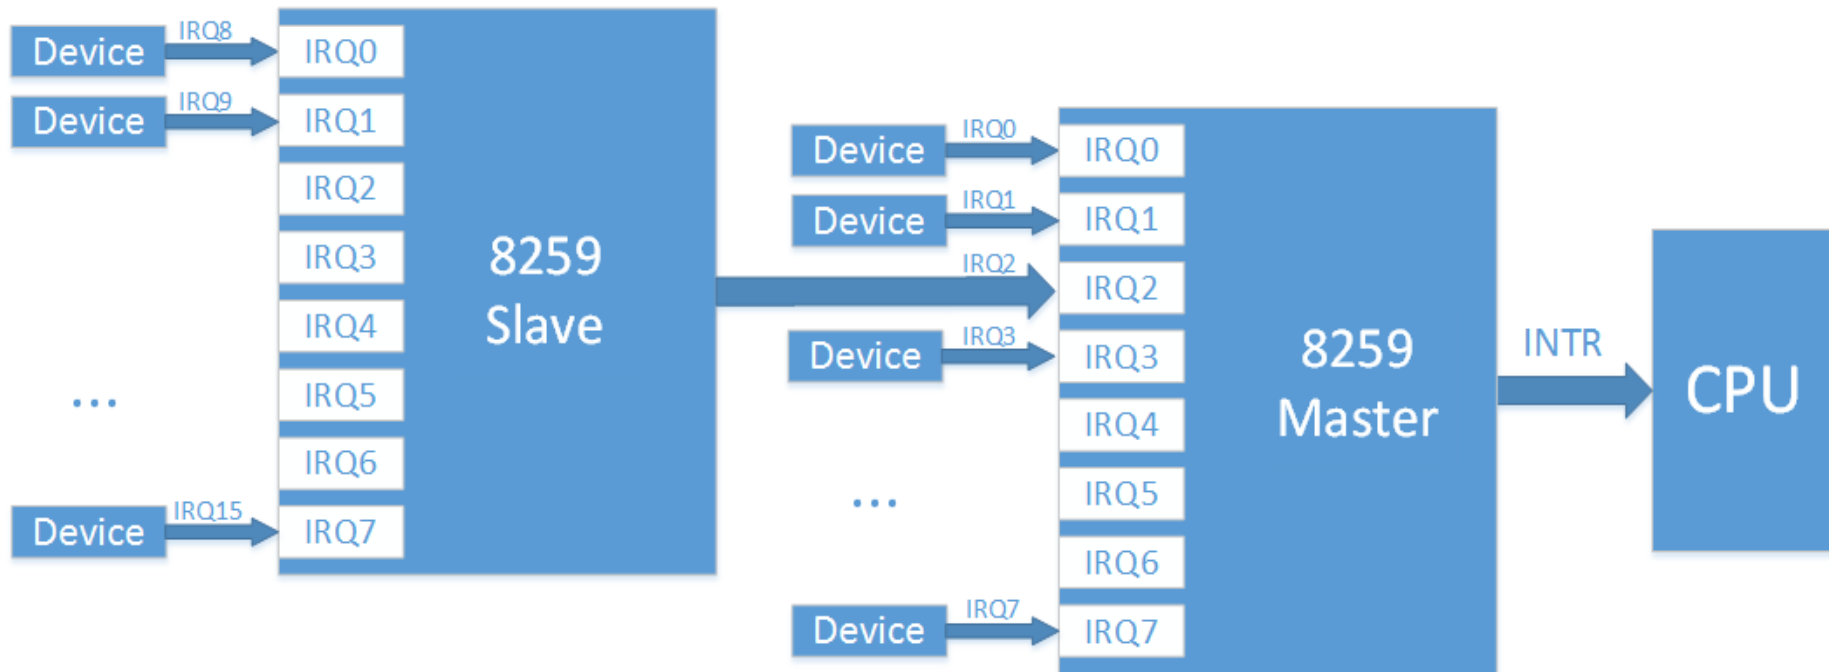 Device
IRQ8
IRQ0
Device
IRQ9
IRQ1
IRQ2
IRQ3
IRQ4
IRQ5
IRQ6
...
Device
IRQ15
IRQ7
8259
Slave
Device
IRQ0
IRQ0
Device
IRQ1
IRQ1
IRQ2
IRQ2
Device
IRQ3
IRQ3
IRQ4
IRQ5
IRQ6
...
Device
IRQ7
IRQ7
8259
Master
INTR
CPU